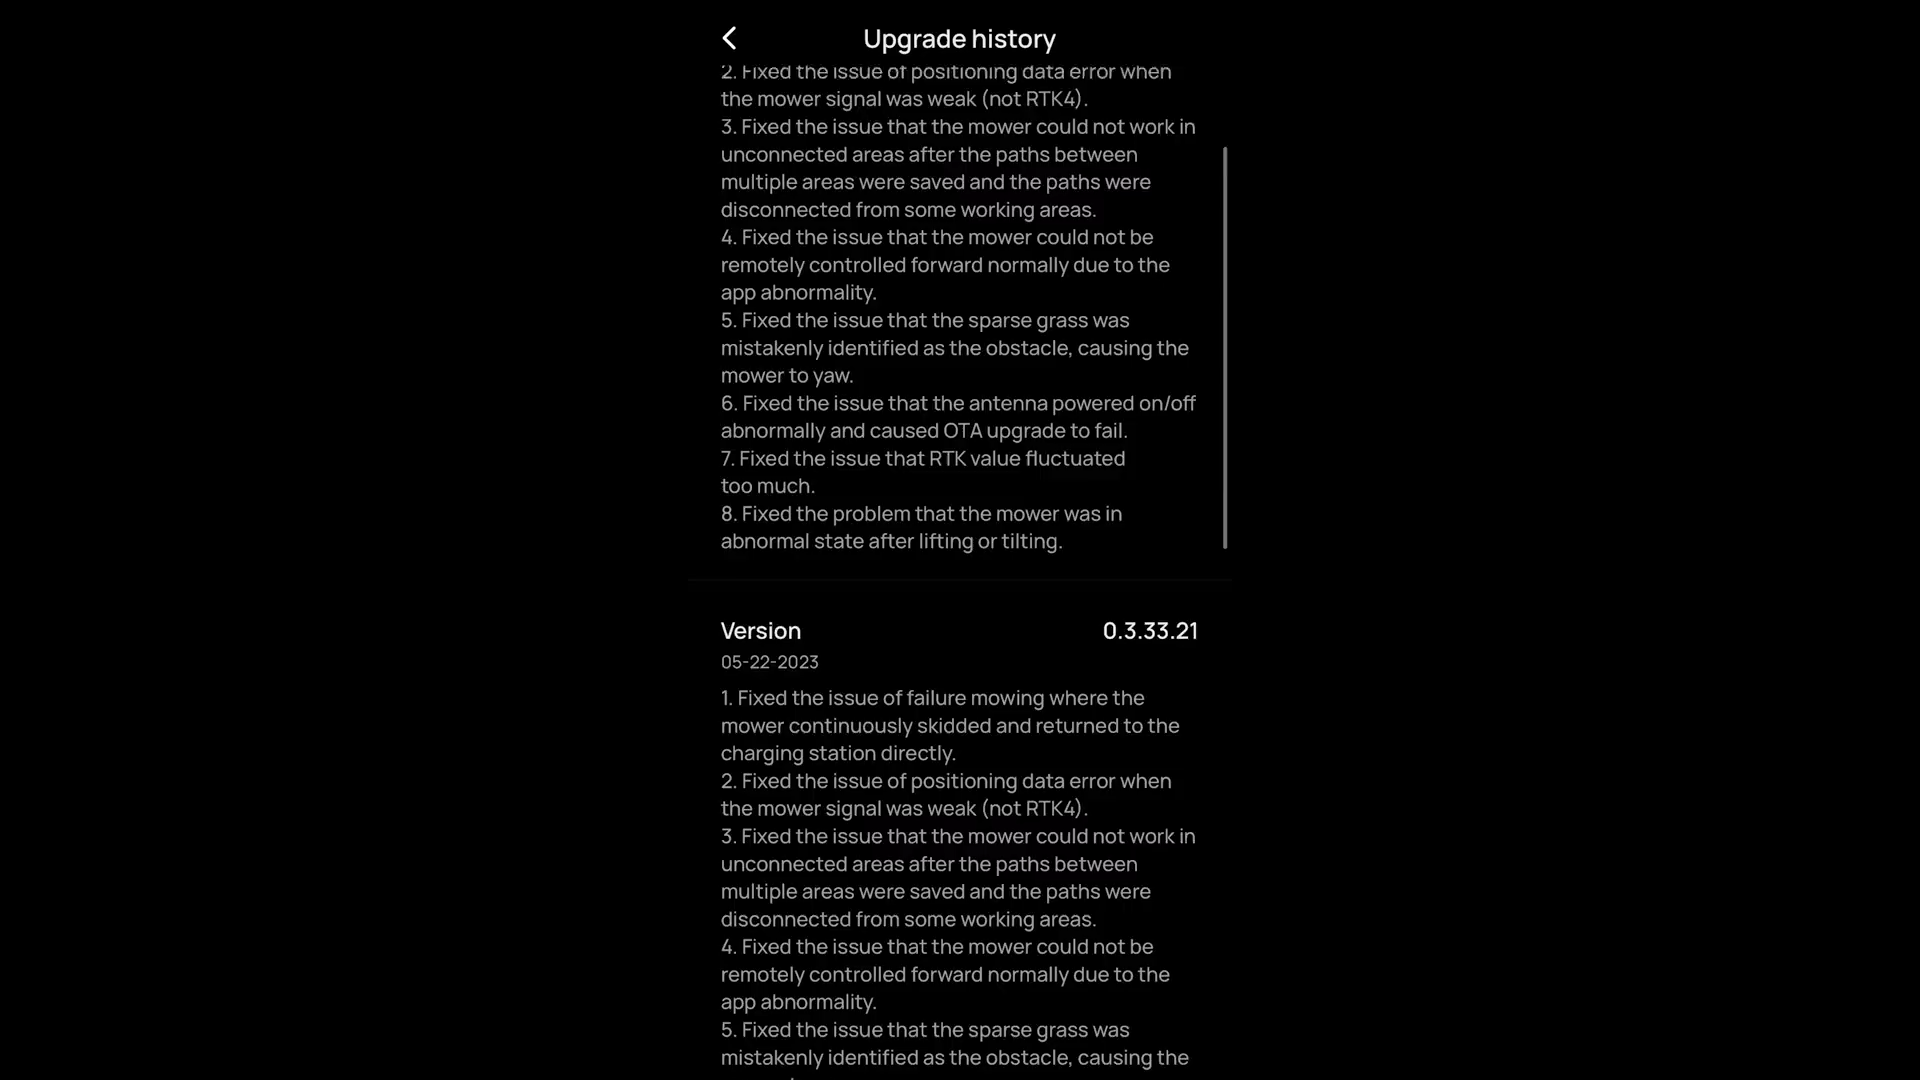 Upgrade history
2. Fixed the issue of positioning data error when
the mower signal was weak (not RTK4).
3. Fixed the issue that the mower could not work in
unconnected areas after the paths between
multiple areas were saved and the paths were
disconnected from some working areas.
4. Fixed the issue that the mower could not be
remotely controlled forward normally due to the
app abnormality.
5. Fixed the issue that the sparse grass was
mistakenly identified as the obstacle, causing the
mower to yaw.
6. Fixed the issue that the antenna powered on/off
abnormally and caused OTA upgrade to fail.
7. Fixed the issue that RTK value fluctuated
too much.
8. Fixed the problem that the mower was in
abnormal state after lifting or tilting.
Version 0.3.33.21
05-22-2023
1. Fixed the issue of failure mowing where the
mower continuously skidded and returned to the
charging station directly.
2. Fixed the issue of positioning data error when
the mower signal was weak (not RTK4).
3. Fixed the issue that the mower could not work in
unconnected areas after the paths between
multiple areas were saved and the paths were
disconnected from some working areas.
4. Fixed the issue that the mower could not be
remotely controlled forward normally due to the
app abnormality.
5. Fixed the issue that the sparse grass was
mistakenly identified as the obstacle, causing the